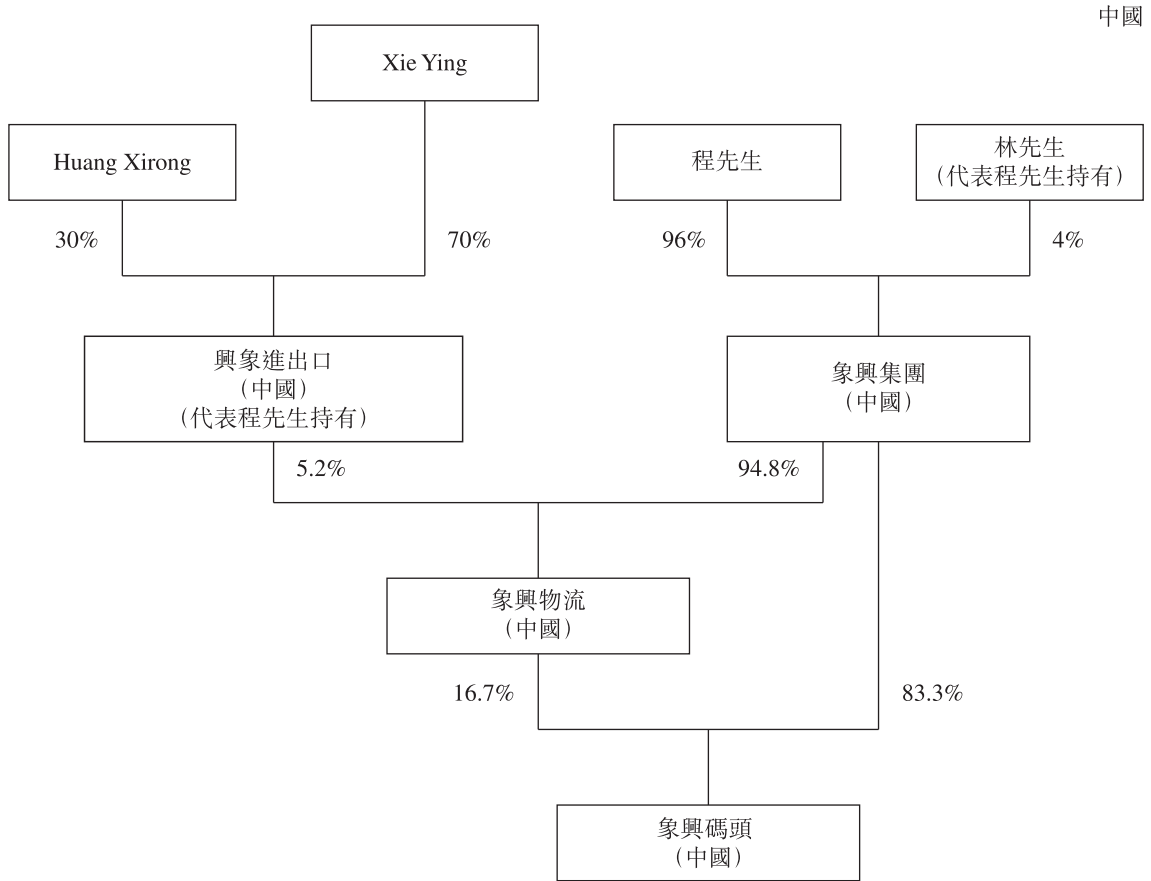 中國
Xie Ying
Huang Xirong
程先生
林先生
（代表程先生持有）
30%
70%
96%
4%
興象進出口
（中國）
（代表程先生持有）
象興集團
（中國）
5.2%
94.8%
象興物流
（中國）
16.7%
83.3%
象興碼頭
（中國）